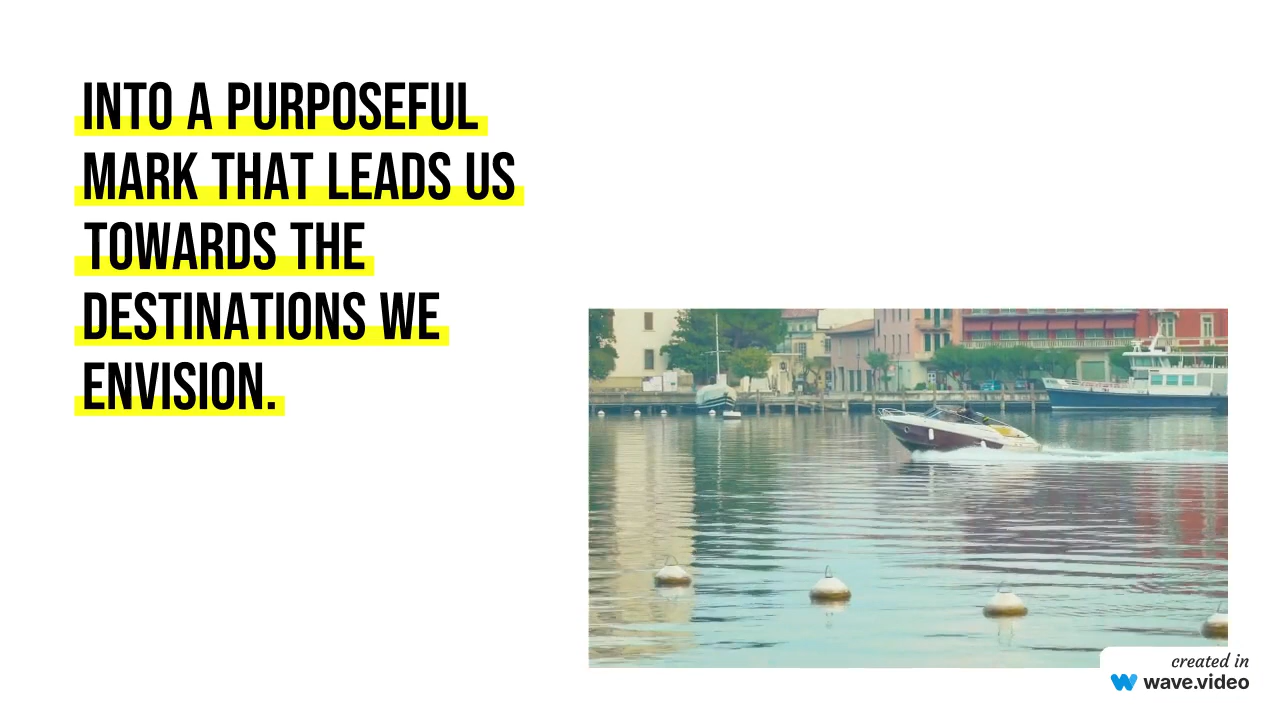 INTO A PURPOSEFUL
MARK THAT LEADS US
TOWARDS THE
DESTINATIONS WE
ENVISION.
created in
wave.video